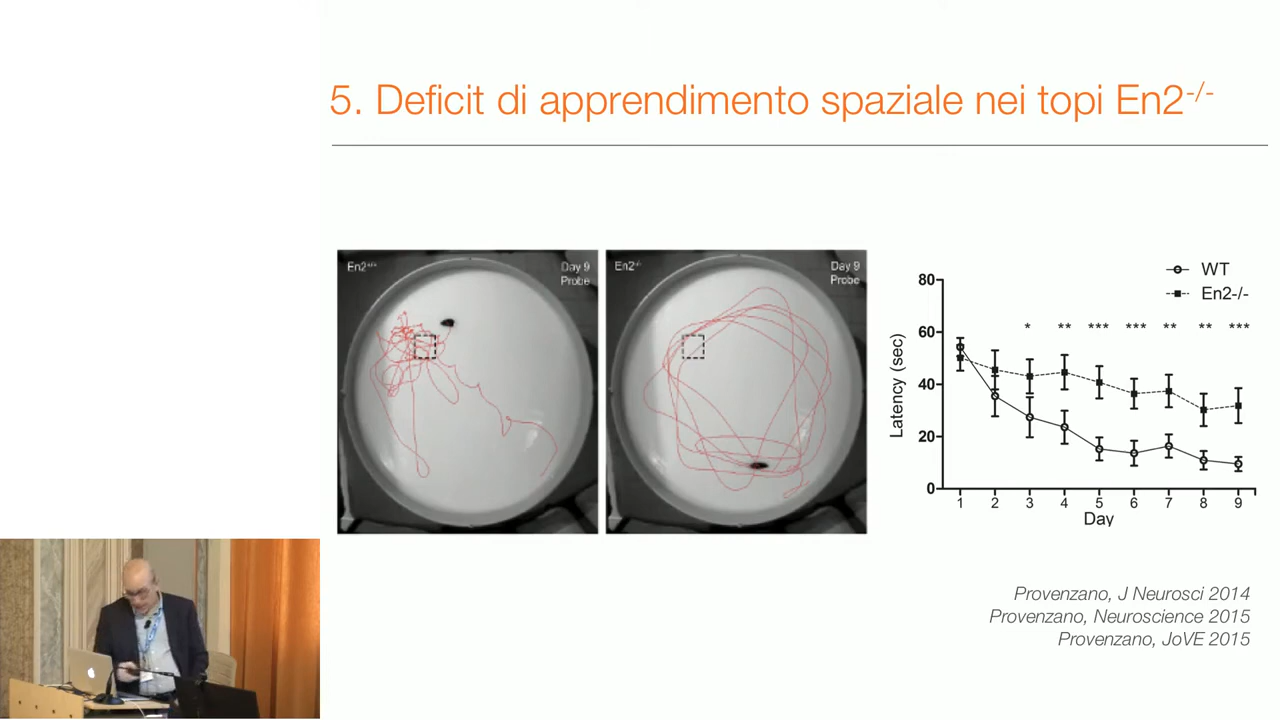 5. Deficit di apprendimento spaziale nei topi En2-/-
En2+/+
Day 9
Probe
En2-/-
Day 9
Probe
WT
En2-/-
80
60
40
20
0
Latency (sec)
* ** *** *** ** ** ***
1 2 3 4 5 6 7 8 9
Day
Provenzano, J Neurosci 2014
Provenzano, Neuroscience 2015
Provenzano, JoVE 2015